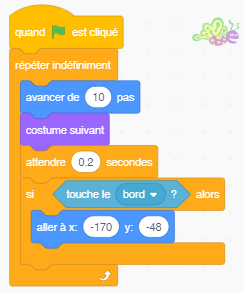 quand est cliqué
répéter indéfiniment
avancer de 10 pas
costume suivant
attendre 0.2 secondes
si touche le bord ? alors
aller à x: -170 y: -48